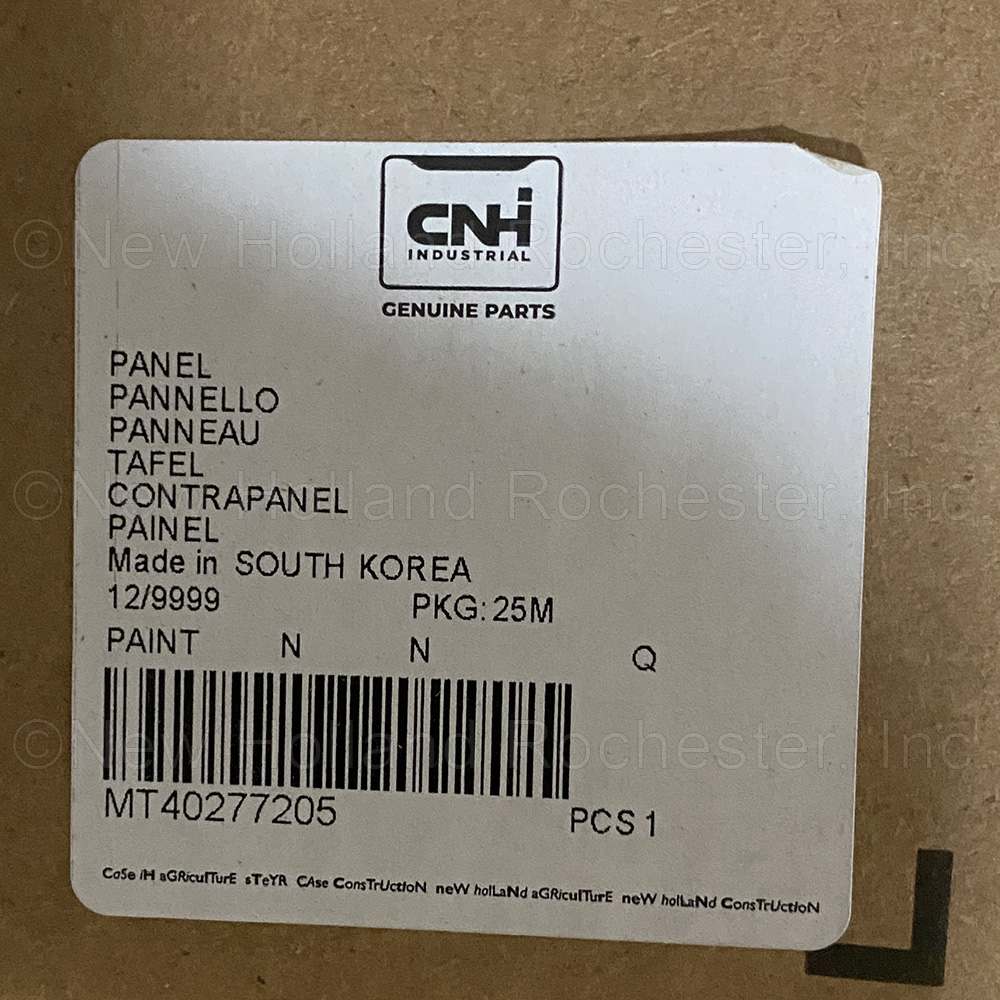 CNHi
INDUSTRIAL
GENUINE PARTS
PANEL
PANNELLO
PANNEAU
TAFEL
CONTRAPANEL
PAINEL
Made in SOUTH KOREA
12/9999 PKG:25M
PAINT N N Q
MT40277205 PCS 1
CaSe iH aGRicuLTurE sTeYR CAse ConsTrUctIoN neW holLaNd aGRicuLTurE neW holLaNd ConsTrUctIoN
©New Holland Rochester, Inc.
©New Holland Rochester, Inc.
©New Holland Rochester, Inc.